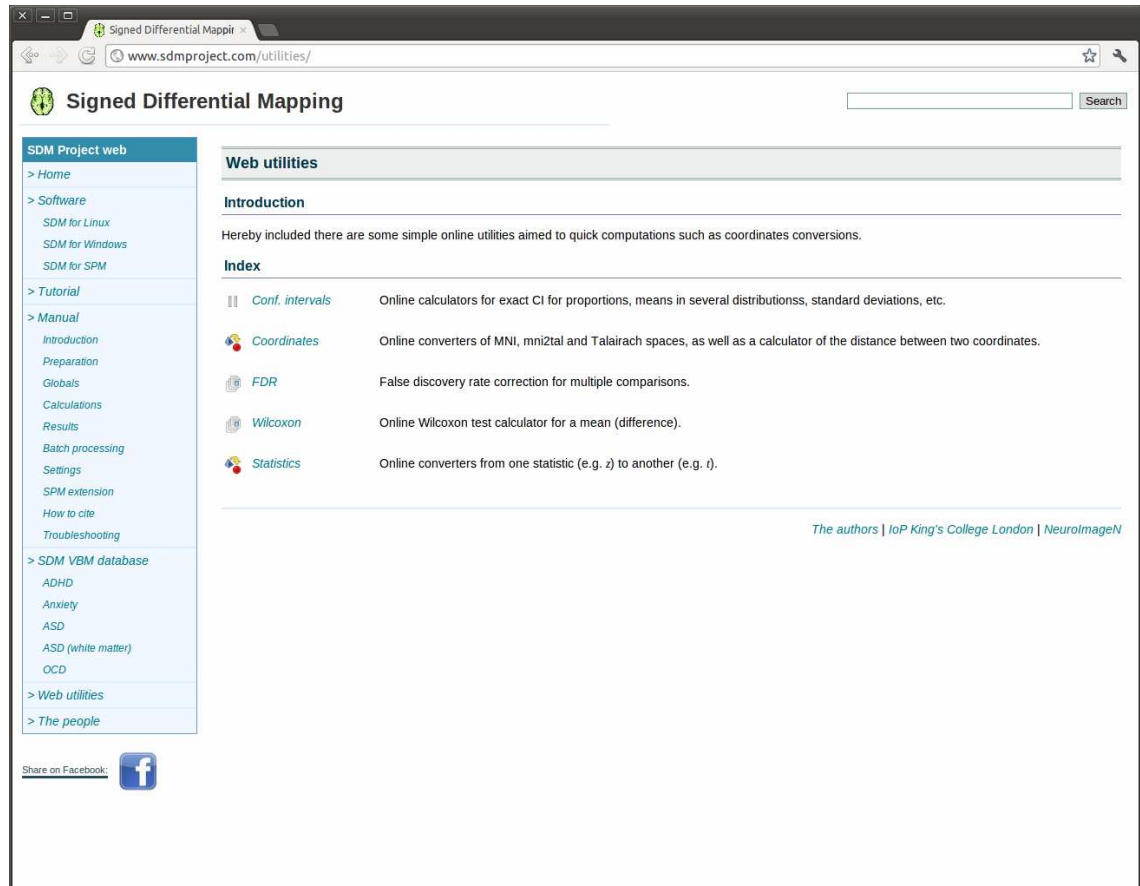 Signed Differential Mappir
www.sdmproject.com/utilities/
Signed Differential Mapping
Search
SDM Project web
> Home
> Software
SDM for Linux
SDM for Windows
SDM for SPM
> Tutorial
> Manual
Introduction
Preparation
Globals
Calculations
Results
Batch processing
Settings
SPM extension
How to cite
Troubleshooting
> SDM VBM database
ADHD
Anxiety
ASD
ASD (white matter)
OCD
> Web utilities
> The people
Share on Facebook:
Web utilities
Introduction
Hereby included there are some simple online utilities aimed to quick computations such as coordinates conversions.
Index
Conf. intervals Online calculators for exact CI for proportions, means in several distributionss, standard deviations, etc.
Coordinates Online converters of MNI, mni2tal and Talairach spaces, as well as a calculator of the distance between two coordinates.
FDR False discovery rate correction for multiple comparisons.
Wilcoxon Online Wilcoxon test calculator for a mean (difference).
Statistics Online converters from one statistic (e.g. z) to another (e.g. t).
The authors | IoP King's College London | NeuroImageN